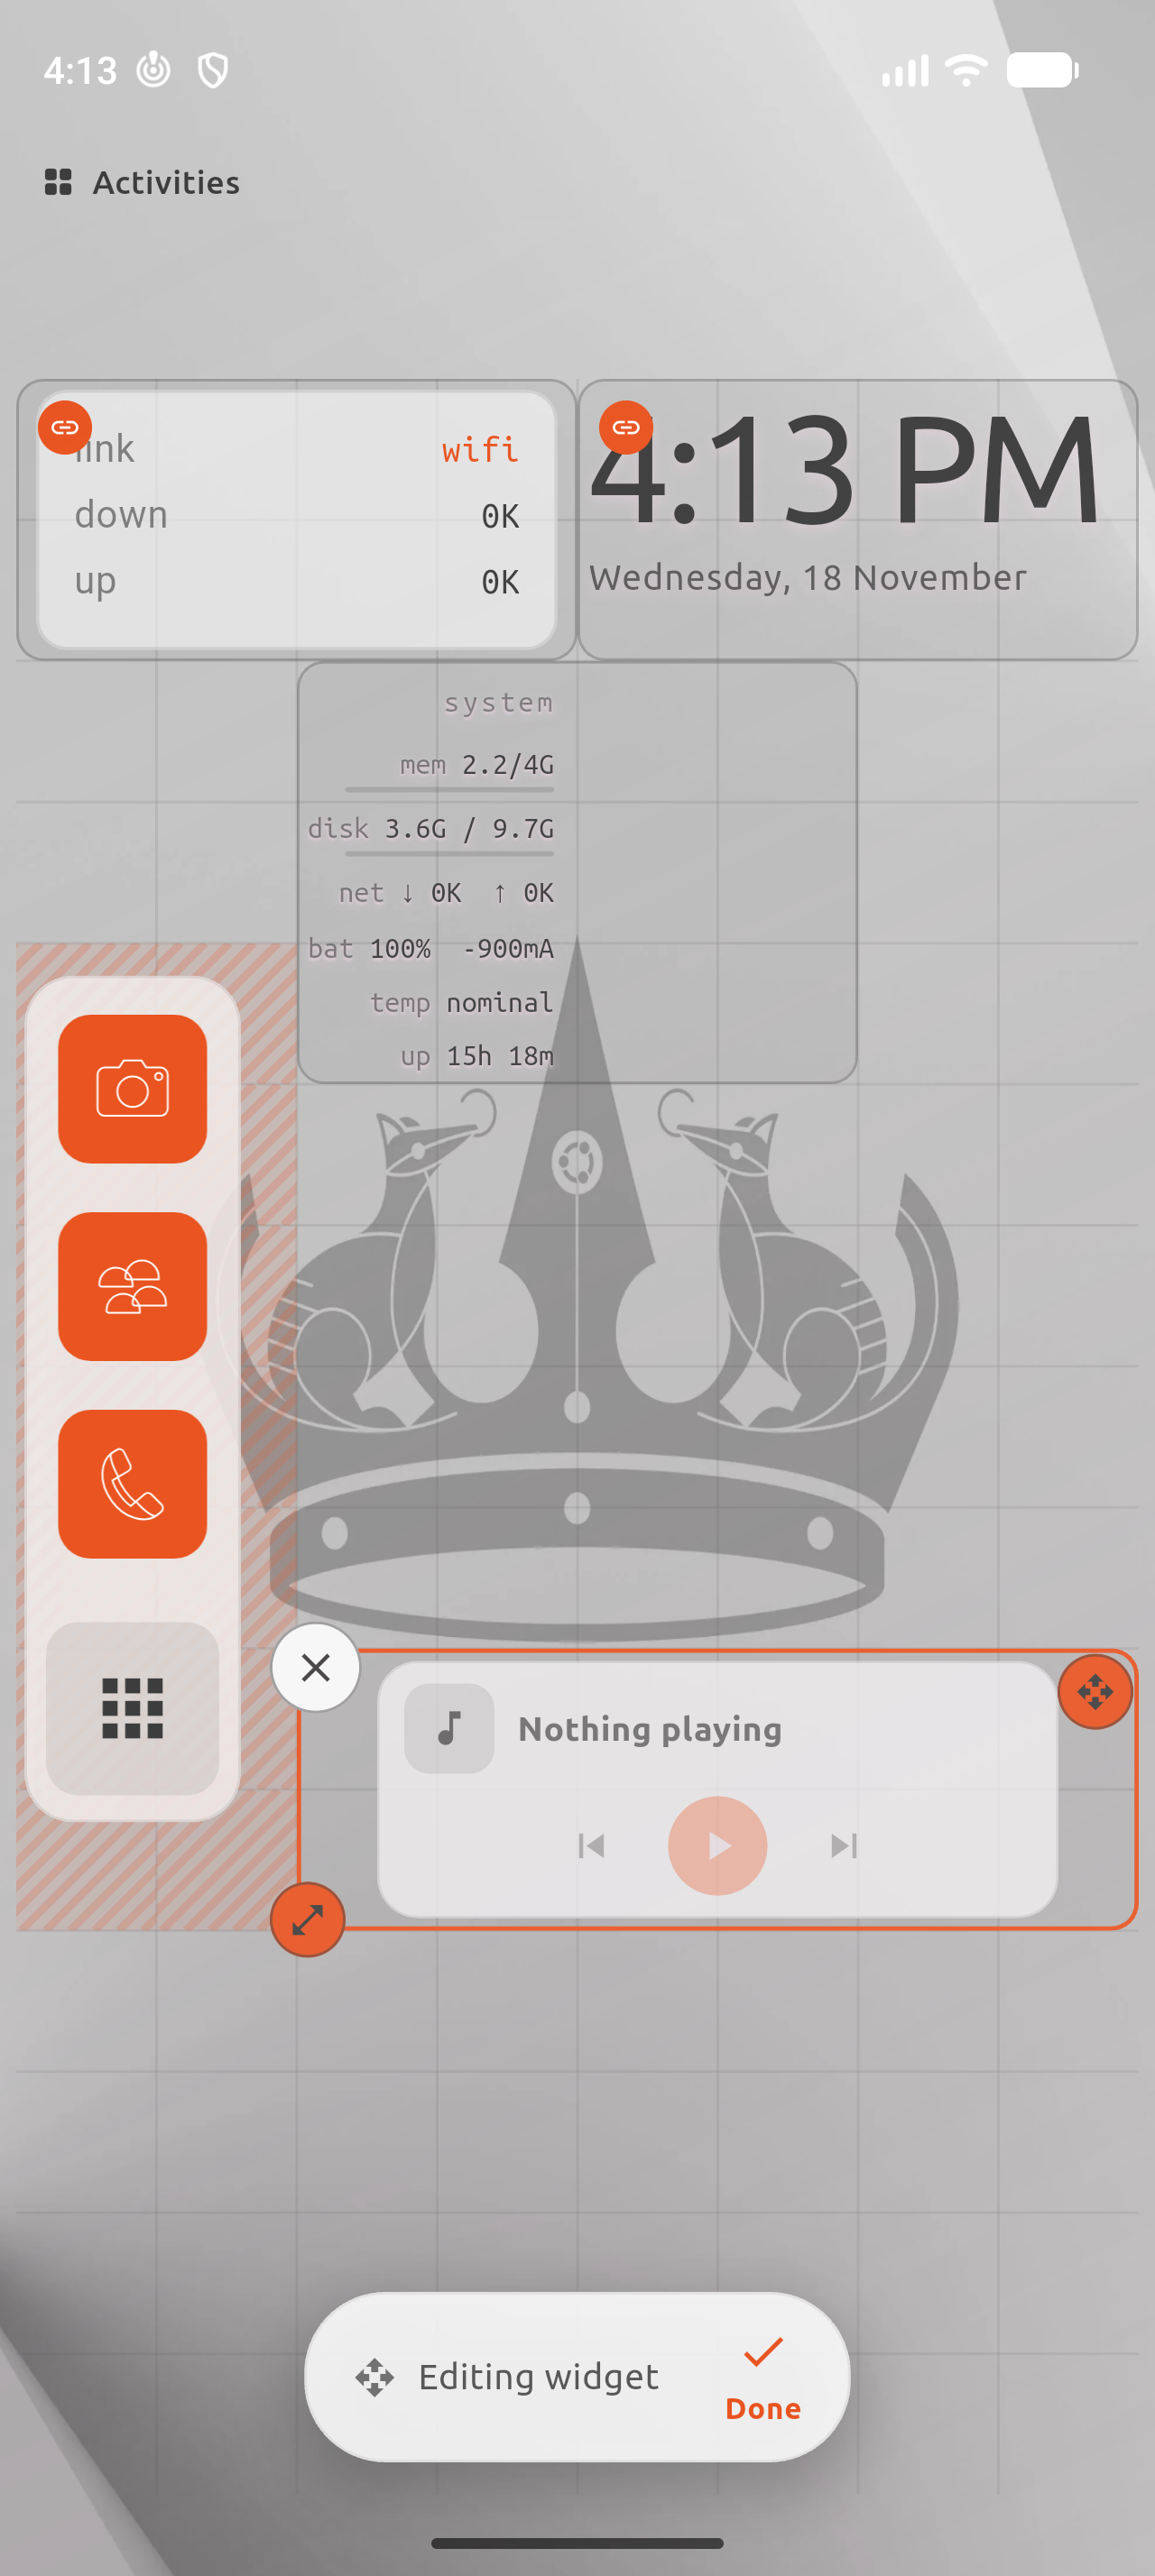 4:13
Activities
link wifi
down 0K
up 0K
4:13 PM
Wednesday, 18 November
system
mem 2.2/4G
disk 3.6G / 9.7G
net ↓ 0K ↑ 0K
bat 100% -900mA
temp nominal
up 15h 18m
Nothing playing
Editing widget
Done